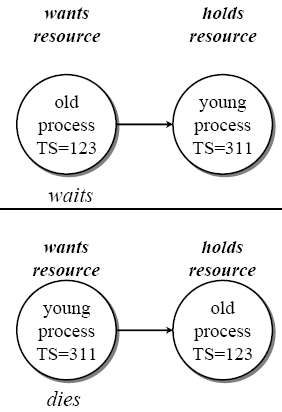 wants holds
resource resource
old young
process process
TS=123 TS=311
waits
wants holds
resource resource
young old
process process
TS=311 TS=123
dies